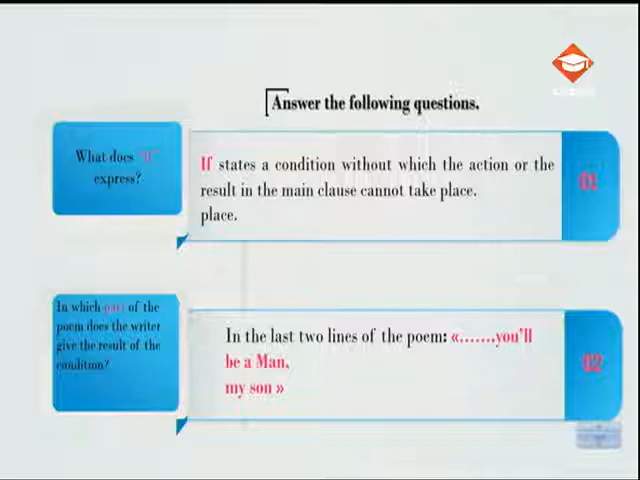 Answer the following questions.
What does "if"
express?
If states a condition without which the action or the
result in the main clause cannot take place.
place.
01
In which part of the
poem does the writer
give the result of the
condition?
In the last two lines of the poem: «.......you'll
be a Man,
my son »
02